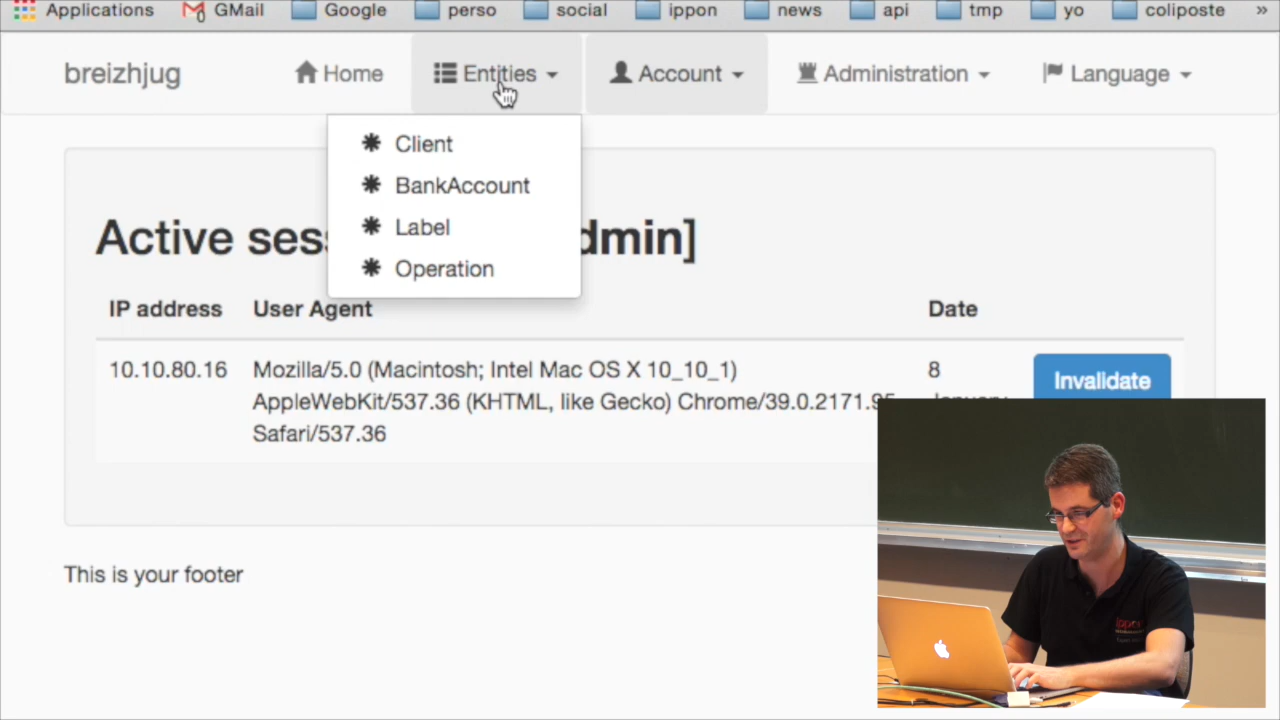 Applications GMail Google perso social ippon news api tmp yo coliposte »
breizhjug Home Entities Account Administration Language
Client
BankAccount
Label
Operation
Active sess dmin]
IP address User Agent Date
10.10.80.16 Mozilla/5.0 (Macintosh; Intel Mac OS X 10_10_1) 8
AppleWebKit/537.36 (KHTML, like Gecko) Chrome/39.0.2171.95 January
Safari/537.36
Invalidate
This is your footer
ippon